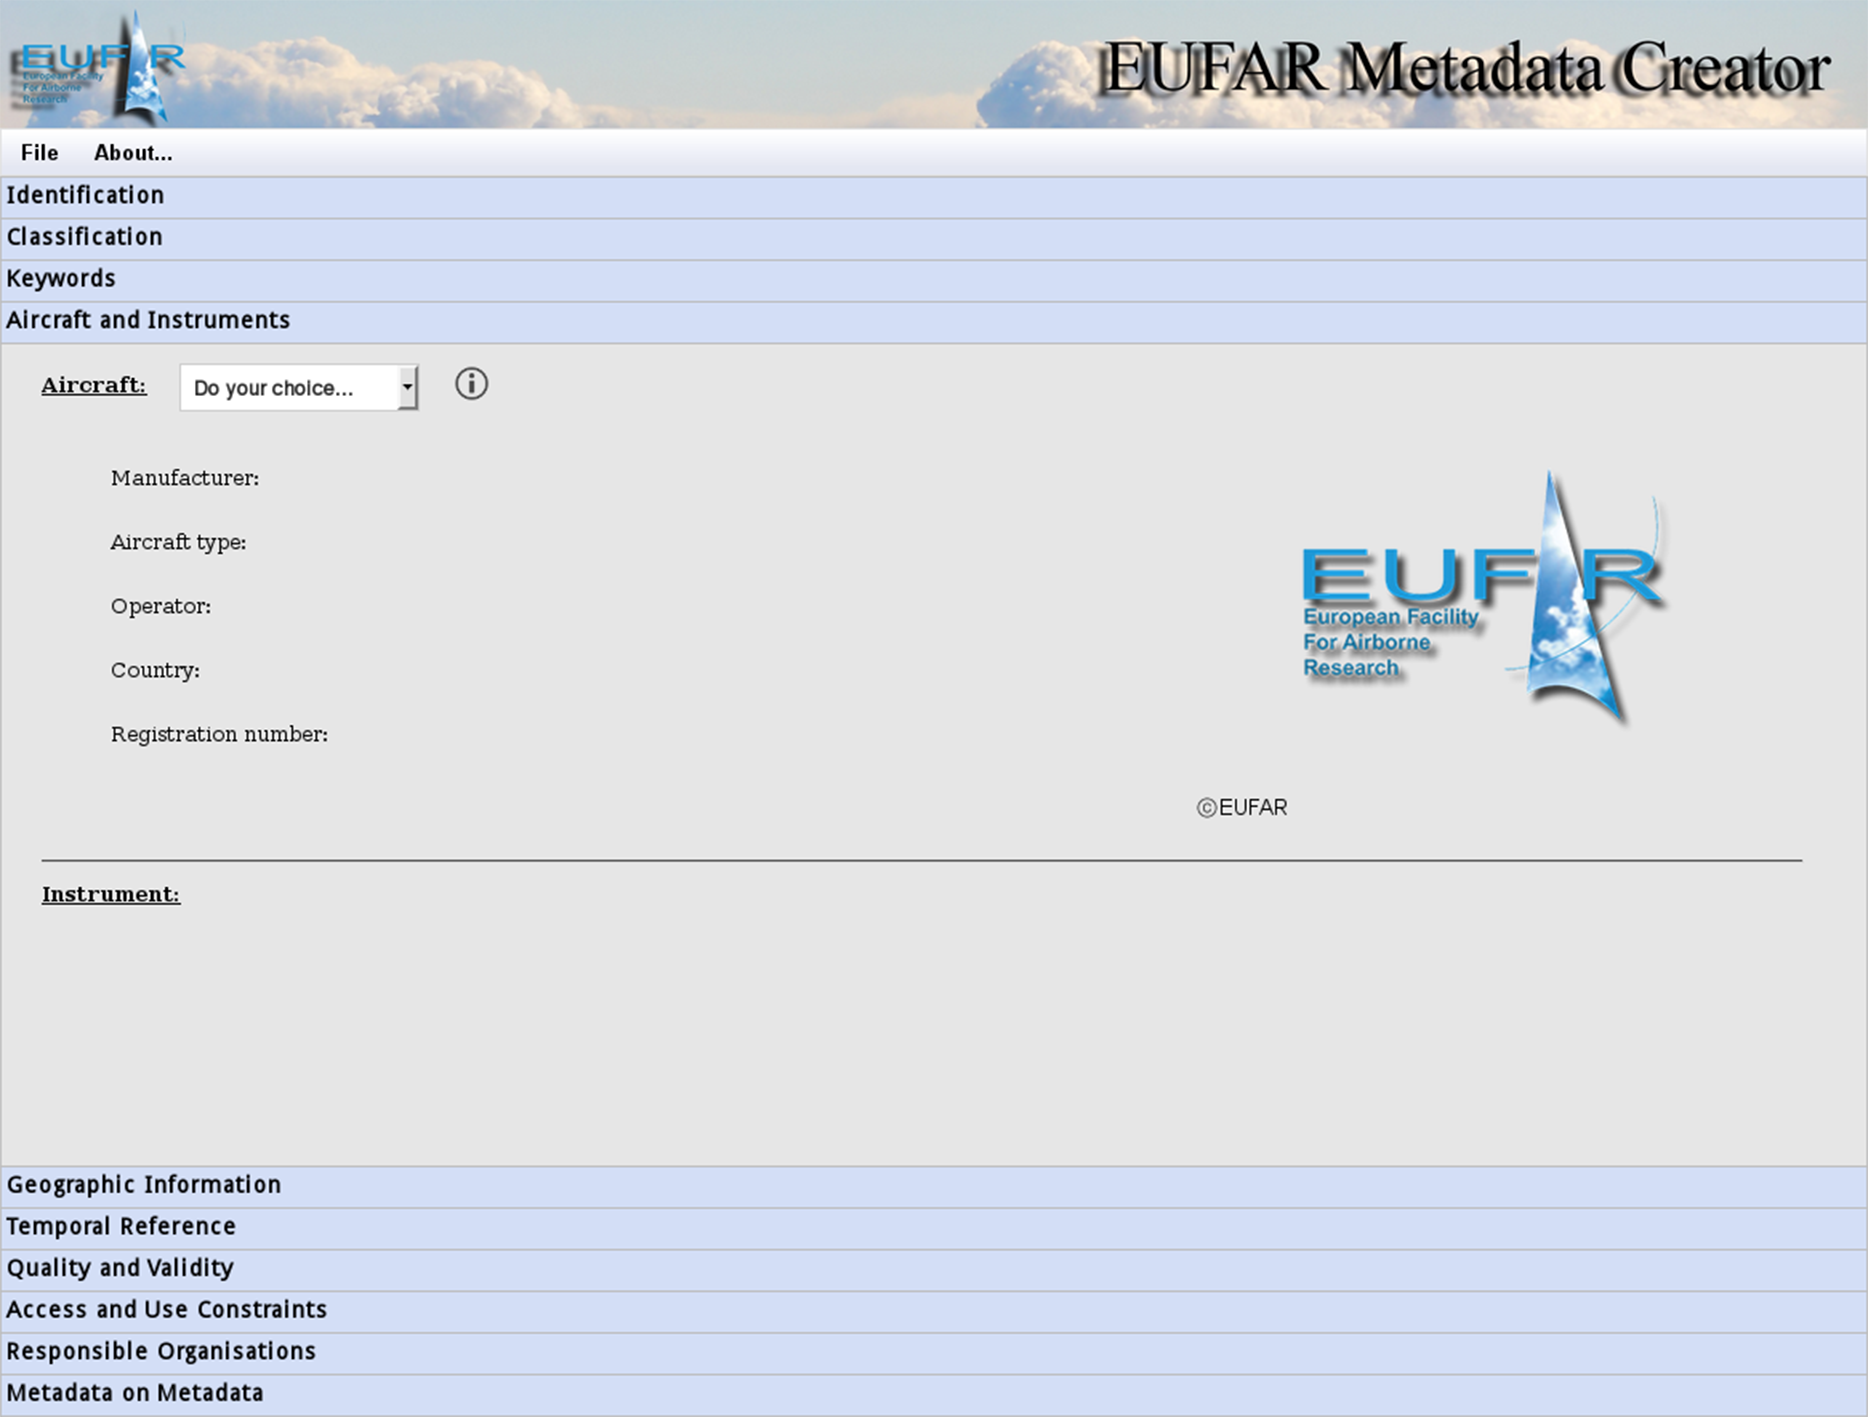 EUFAR
European Facility
For Airborne
Research
EUFAR Metadata Creator
File About...
Identification
Classification
Keywords
Aircraft and Instruments
Aircraft: Do your choice...
Manufacturer:
Aircraft type:
Operator:
Country:
Registration number:
EUFAR
European Facility
For Airborne
Research
©EUFAR
Instrument:
Geographic Information
Temporal Reference
Quality and Validity
Access and Use Constraints
Responsible Organisations
Metadata on Metadata